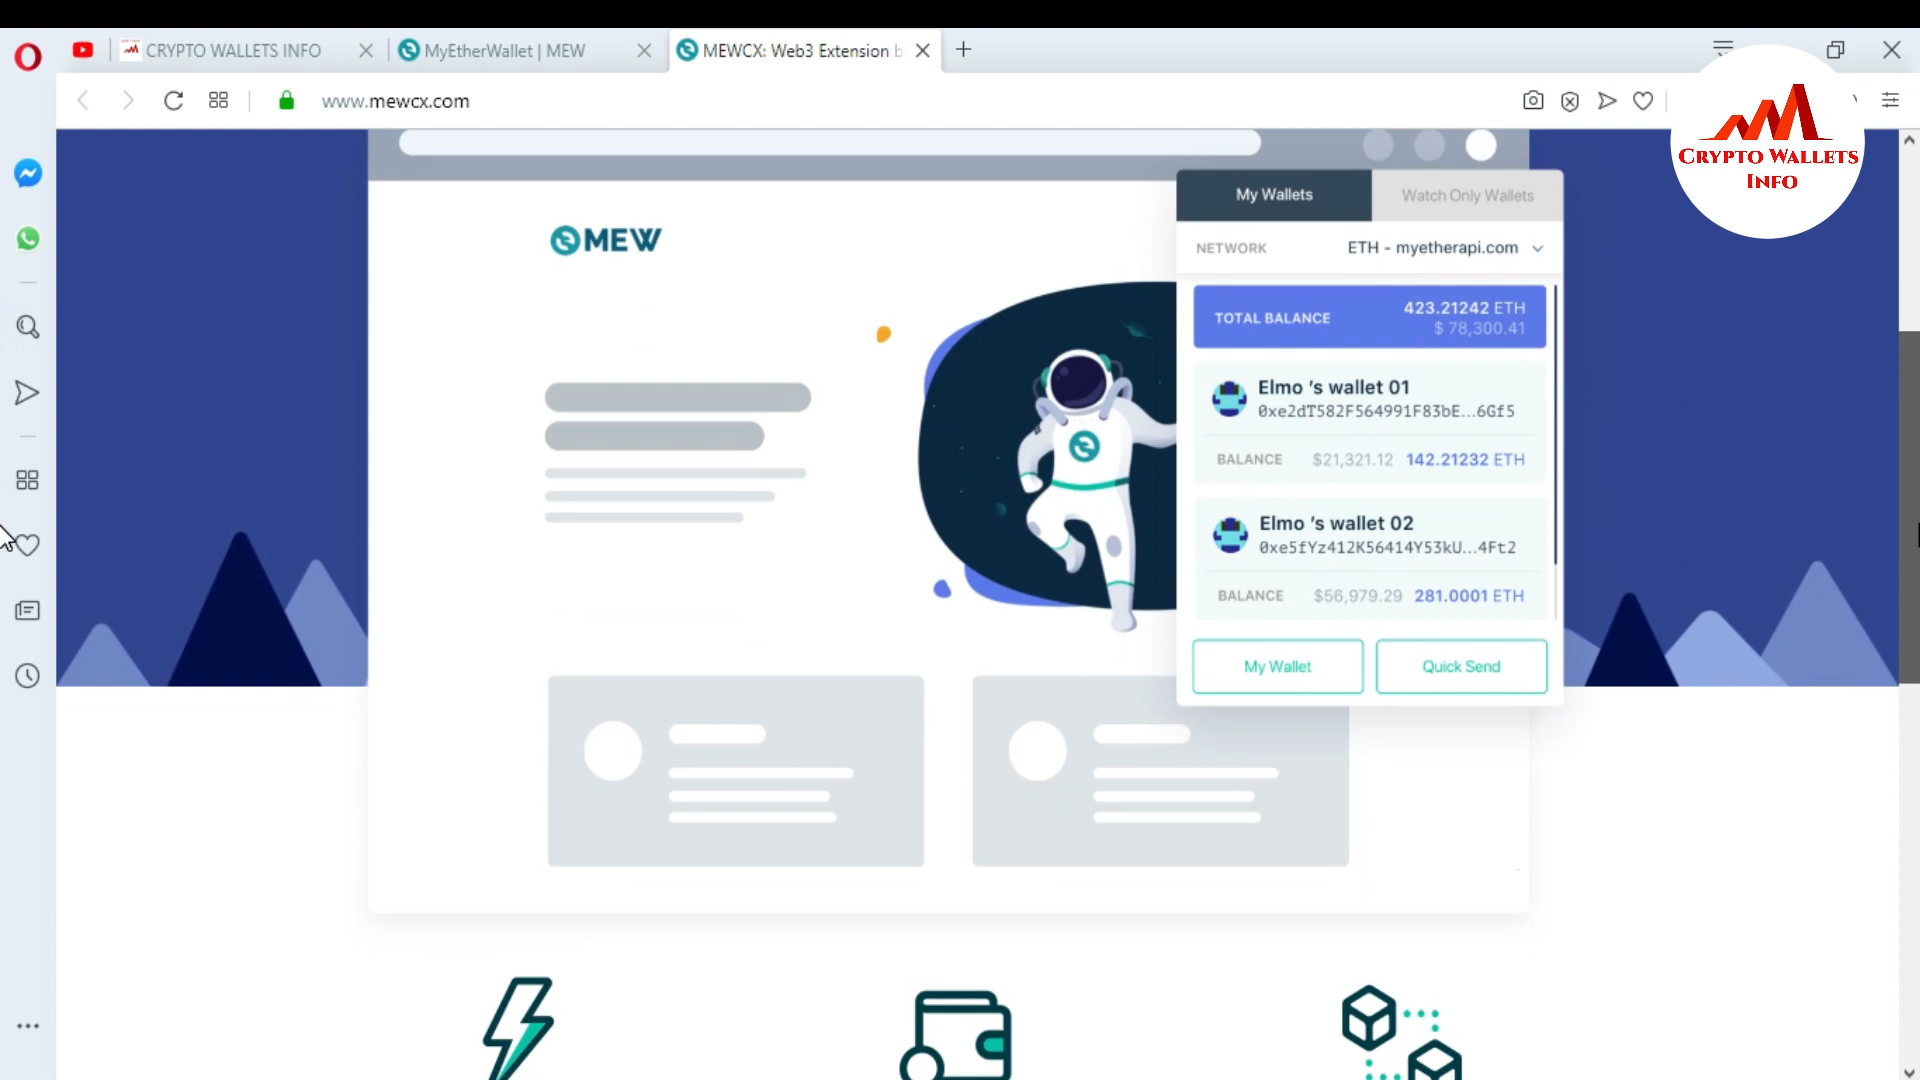 CRYPTO WALLETS INFO
MyEtherWallet | MEW
MEWCX: Web3 Extension b
www.mewcx.com
CRYPTO WALLETS
INFO
MEW
My Wallets
Watch Only Wallets
NETWORK
ETH - myetherapi.com
TOTAL BALANCE
423.21242 ETH
$ 78,300.41
Elmo 's wallet 01
0xe2dT582F564991F83bE...6Gf5
BALANCE $21,321.12 142.21232 ETH
Elmo 's wallet 02
0xe5fYz412K56414Y53kU...4Ft2
BALANCE $56,979.29 281.0001 ETH
My Wallet
Quick Send